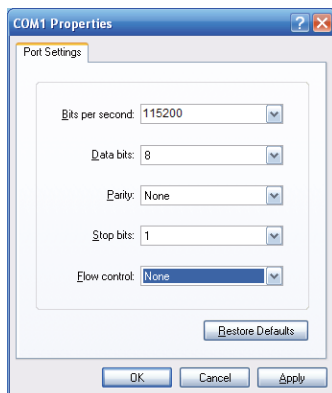 COM1 Properties
Port Settings
Bits per second: 115200
Data bits: 8
Parity: None
Stop bits: 1
Flow control: None
Restore Defaults
OK Cancel Apply